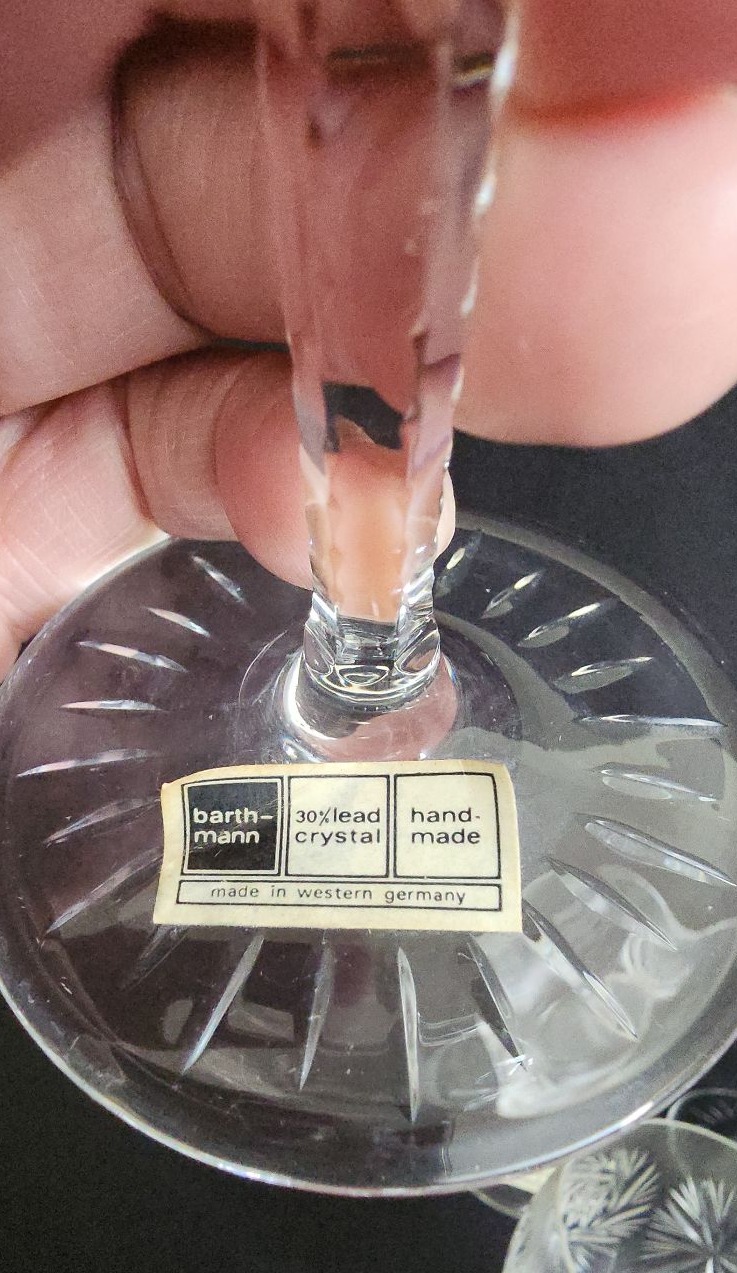 barth-
mann
30% lead
crystal
hand-
made
made in western germany